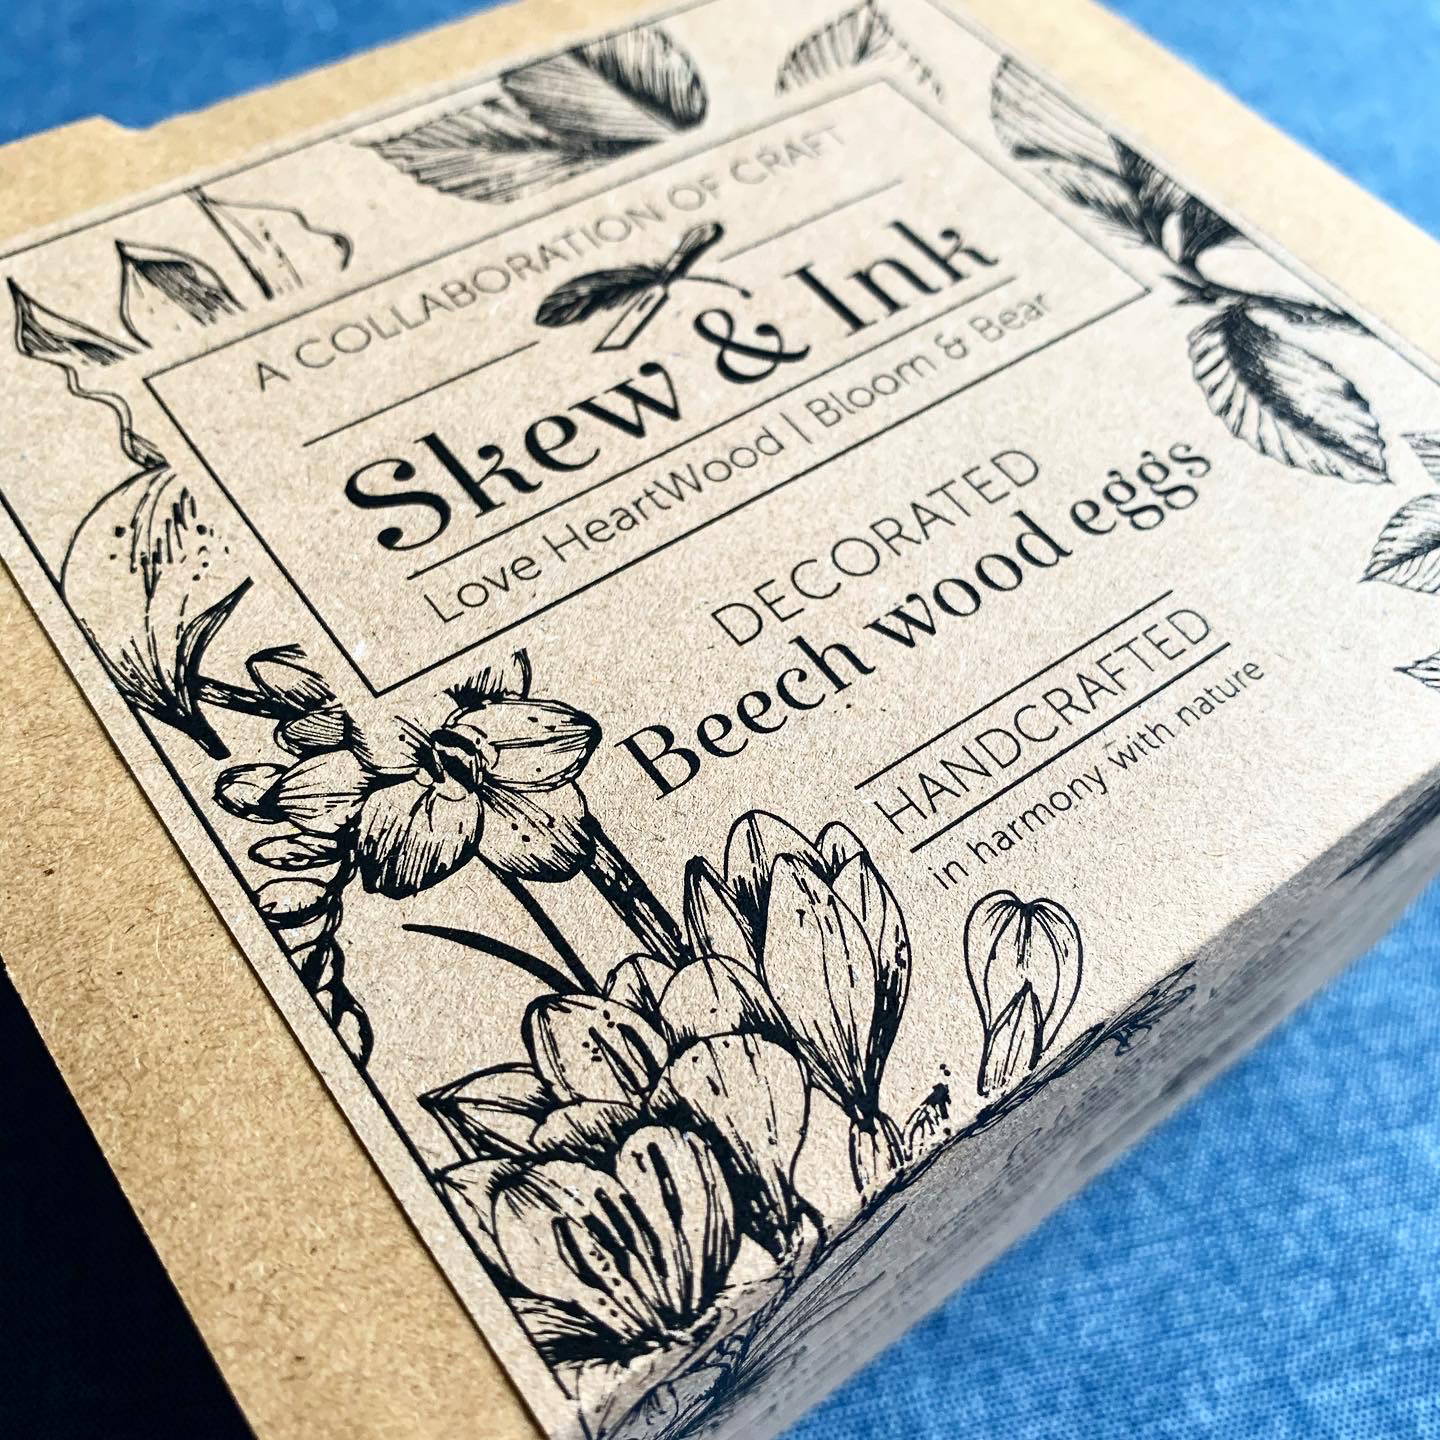 A COLLABORATION OF CRAFT
Skew & Ink
Love HeartWood | Bloom & Bear
DECORATED
Beech wood eggs
HANDCRAFTED
in harmony with nature